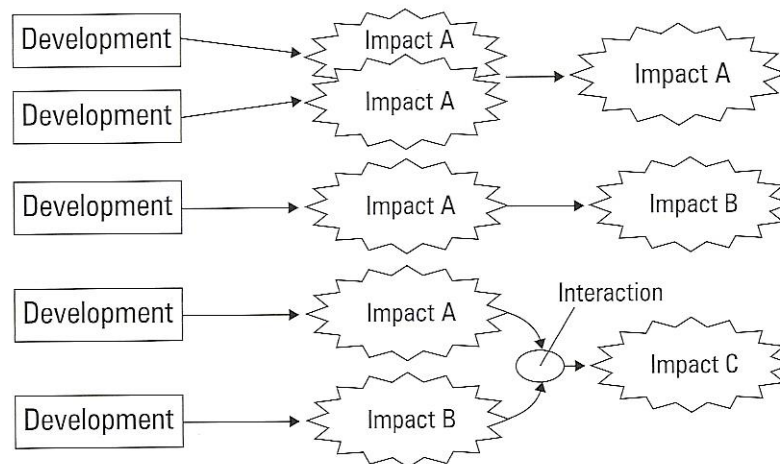 Development
Impact A
Impact A
Development
Impact A
Development
Impact A
Impact B
Development
Impact A
Interaction
Impact C
Development
Impact B